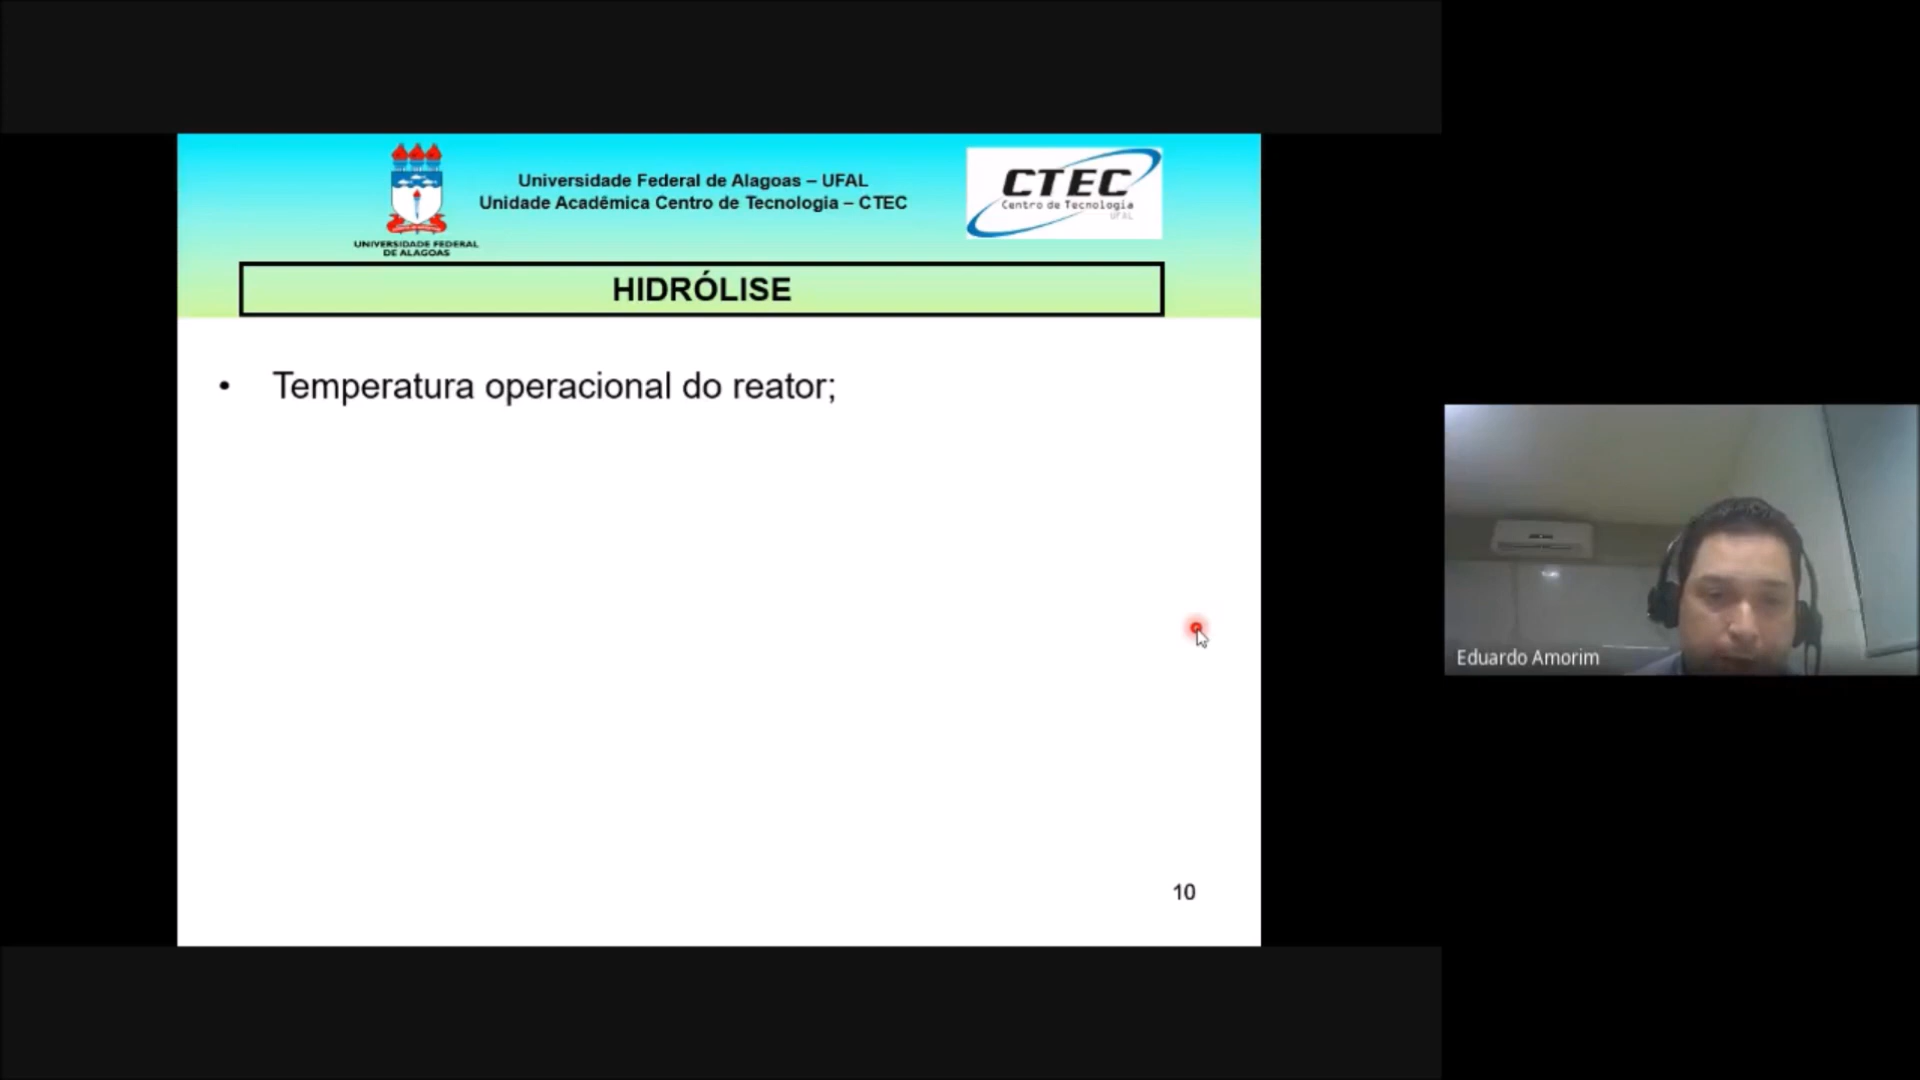 Universidade Federal de Alagoas – UFAL
Unidade Acadêmica Centro de Tecnologia – CTEC
UNIVERSIDADE FEDERAL
DE ALAGOAS
CTEC
Centro de Tecnologia
UFAL
HIDRÓLISE
• Temperatura operacional do reator;
10
Eduardo Amorim